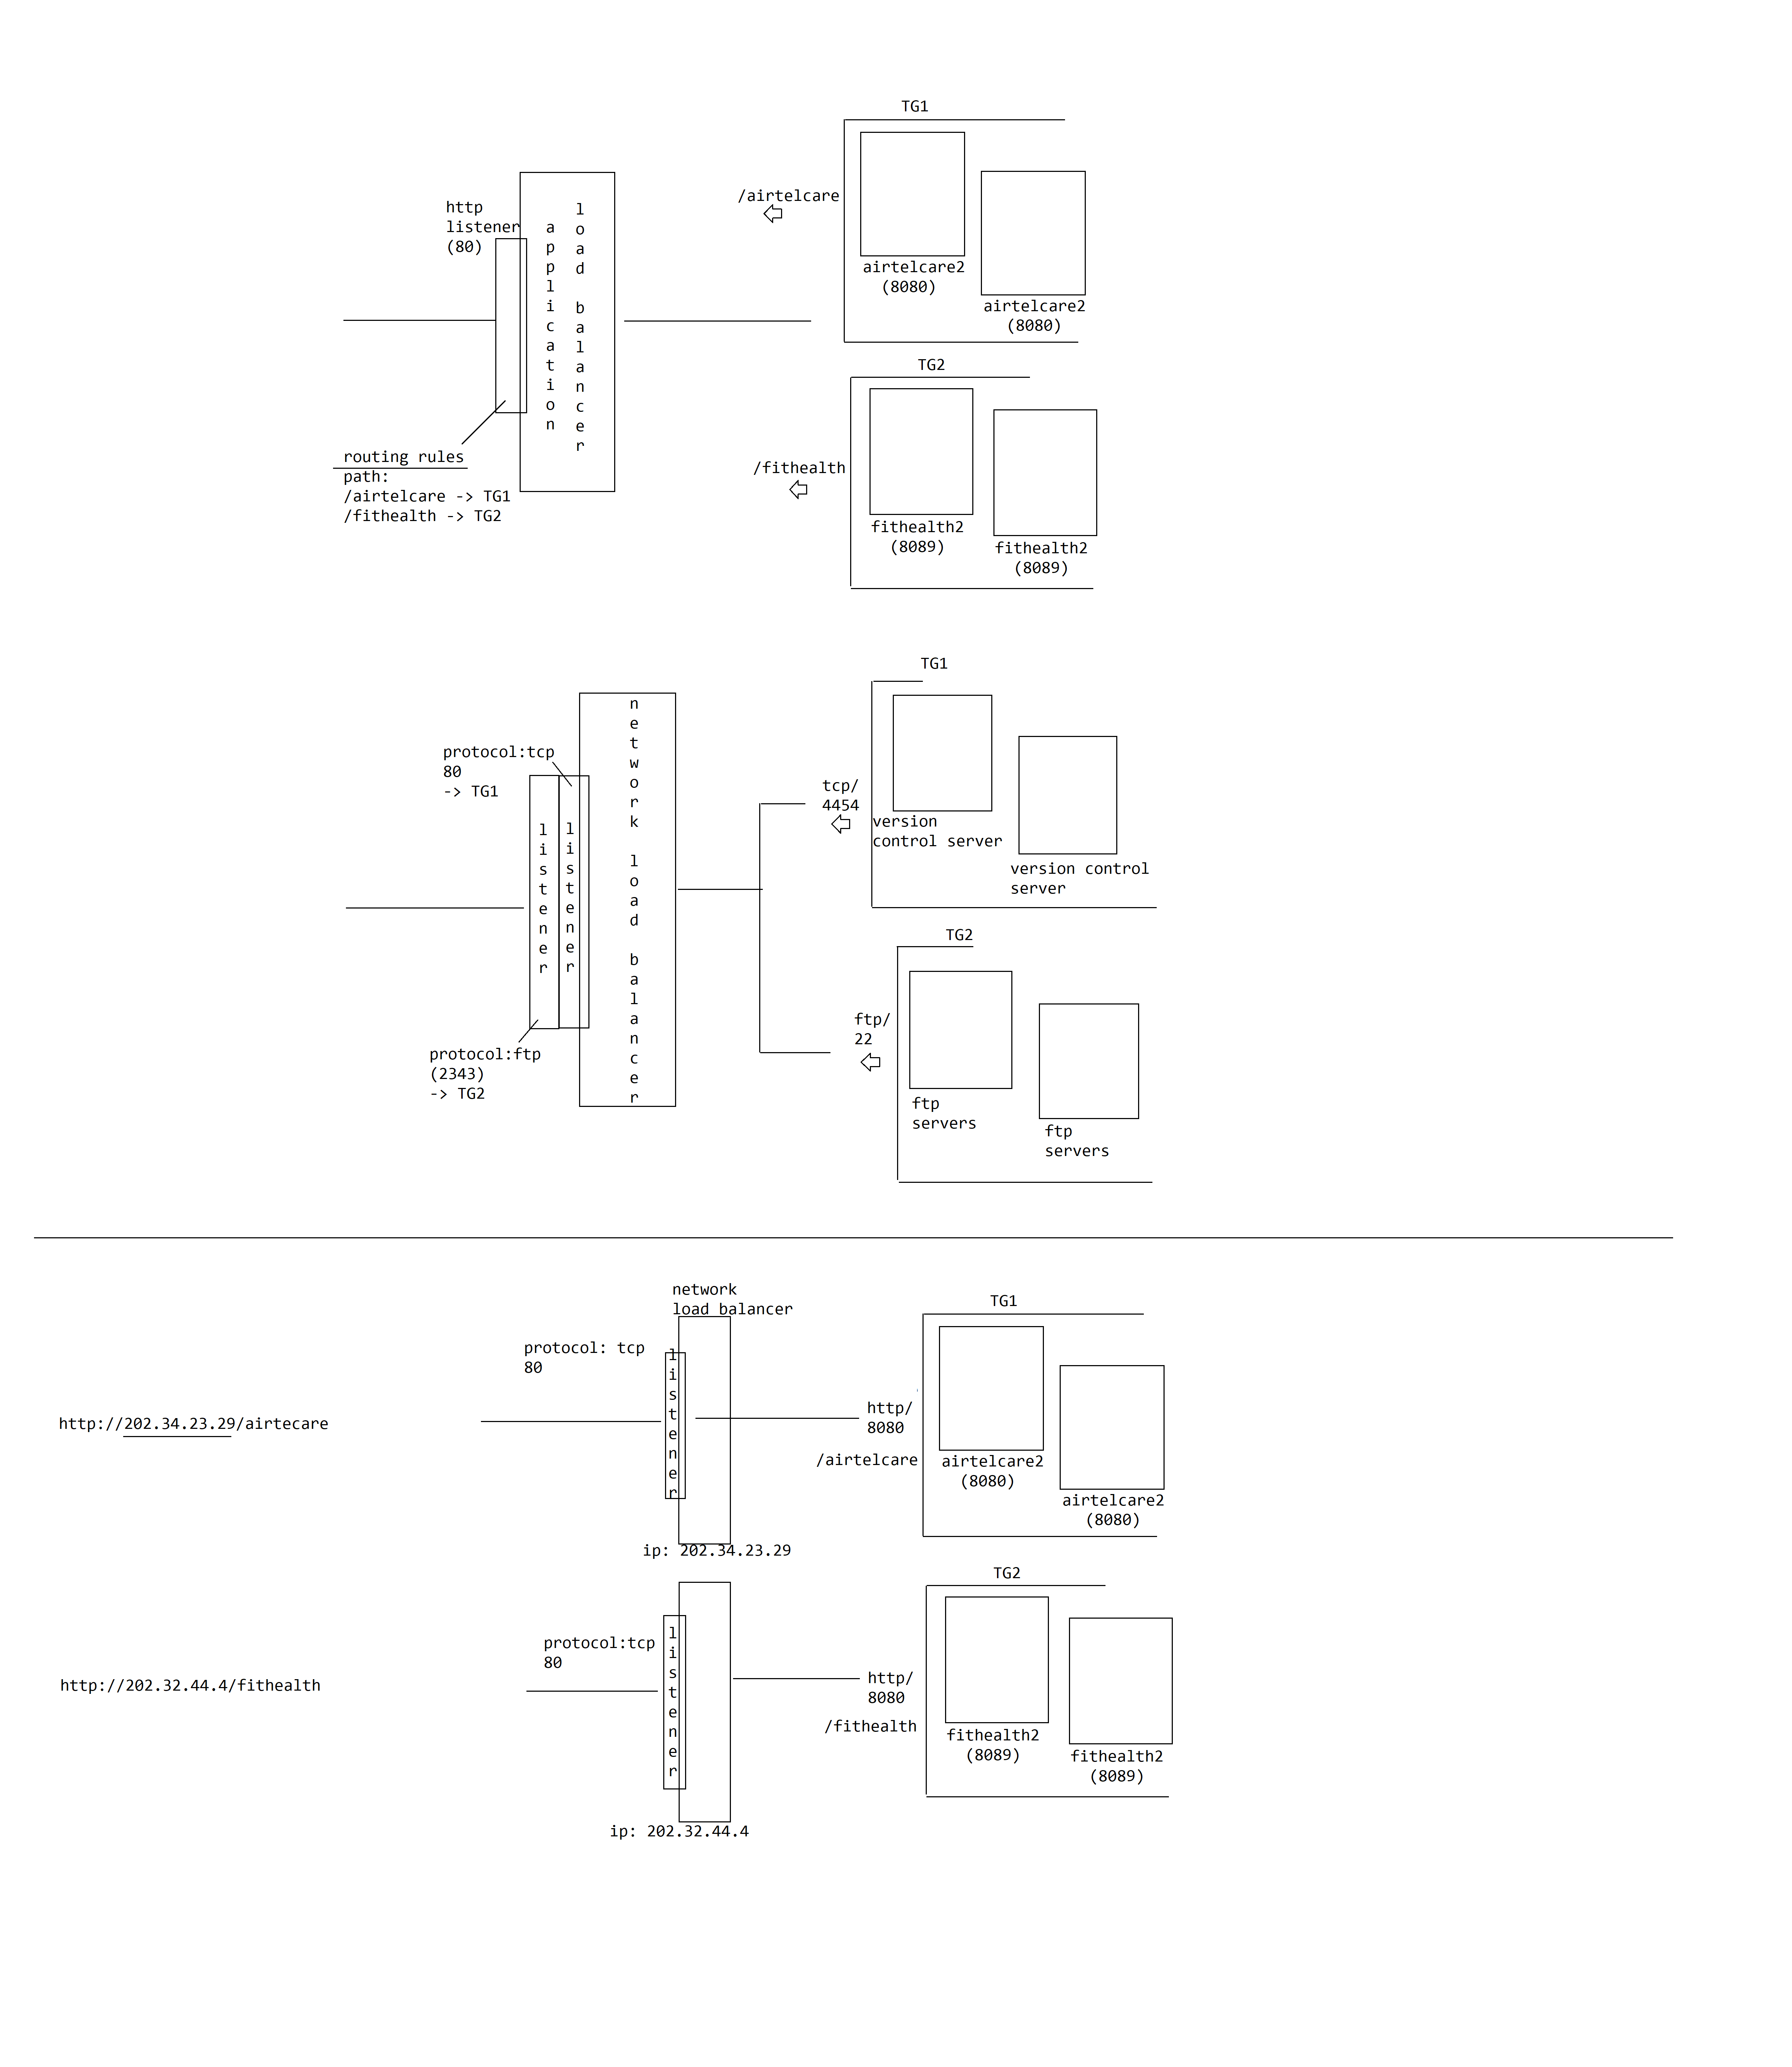 TG1
http
listener
(80)
application
load balancer
/airtelcare
airtelcare2
(8080)
airtelcare2
(8080)
TG2
routing rules
path:
/airtelcare -> TG1
/fithealth -> TG2
/fithealth
fithealth2
(8089)
fithealth2
(8089)
TG1
protocol:tcp
80
-> TG1
listener
listener
network load balancer
tcp/
4454
version
control server
version control
server
TG2
protocol:ftp
(2343)
-> TG2
ftp/
22
ftp
servers
ftp
servers
network
load balancer
TG1
protocol: tcp
80
listener
http://202.34.23.29/airtecare
http/
8080
/airtelcare
airtelcare2
(8080)
airtelcare2
(8080)
ip: 202.34.23.29
TG2
protocol:tcp
80
listener
http://202.32.44.4/fithealth
http/
8080
/fithealth
fithealth2
(8089)
fithealth2
(8089)
ip: 202.32.44.4